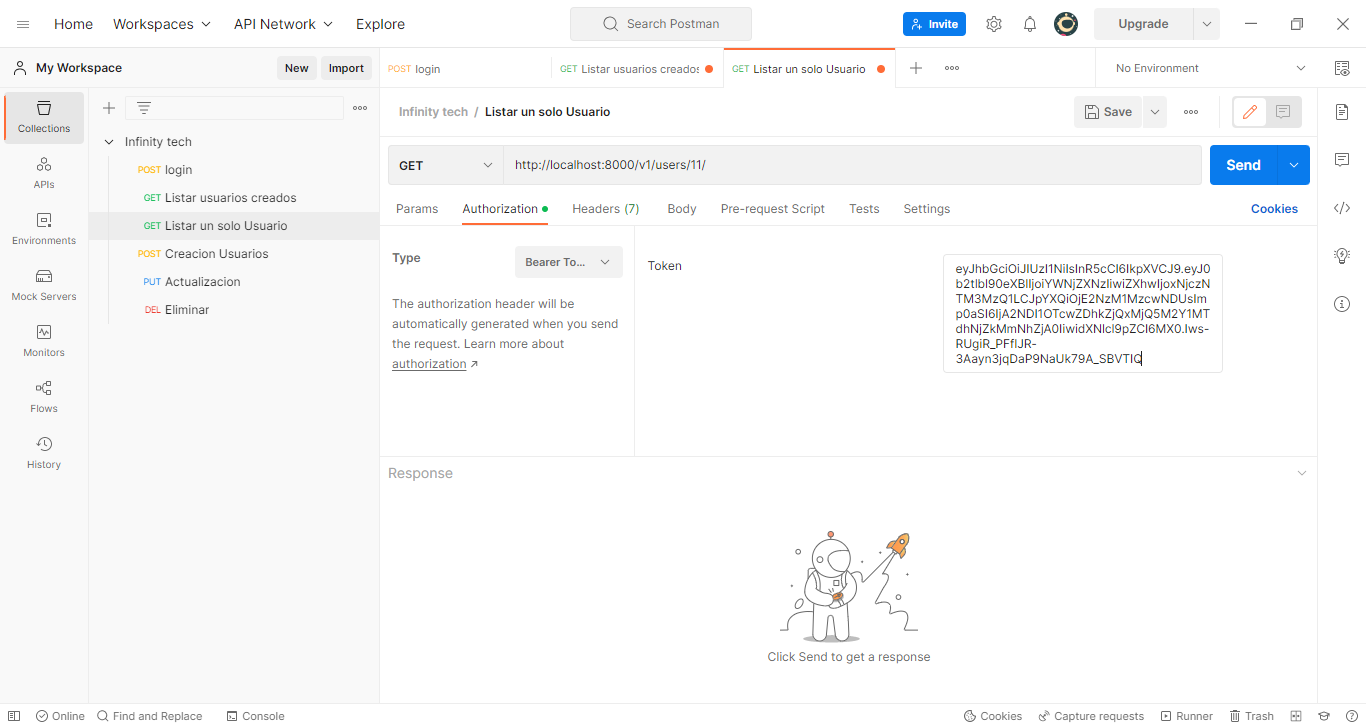 Home Workspaces API Network Explore Search Postman Invite Upgrade
My Workspace New Import POST login GET Listar usuarios creados GET Listar un solo Usuario No Environment
Collections
APIs
Environments
Mock Servers
Monitors
Flows
History
Infinity tech
POST login
GET Listar usuarios creados
GET Listar un solo Usuario
POST Creacion Usuarios
PUT Actualizacion
DEL Eliminar
Infinity tech / Listar un solo Usuario Save
GET http://localhost:8000/v1/users/11/ Send
Params Authorization Headers (7) Body Pre-request Script Tests Settings Cookies
Type Bearer To...
The authorization header will be
automatically generated when you send
the request. Learn more about
authorization
Token
eyJhbGciOiJIUzI1NiIsInR5cCI6IkpXVCJ9.eyJ0
b2tlbl90eXBlIjoiYWNjZXNzIiwiZXhwIjoxNjczN
TM3MzQ1LCJpYXQiOjE2NzM1MzcwNDUsIm
p0aSI6IjA2NDI1OTcwZDhkZjQxMjQ5M2Y1MT
dhNjZkMmNhZjA0IiwidXNlcl9pZCI6MX0.Iws-
RUgiR_PFfIJR-
3Aayn3jqDaP9NaUk79A_SBVTIQ
Response
Click Send to get a response
Online Find and Replace Console Cookies Capture requests Runner Trash